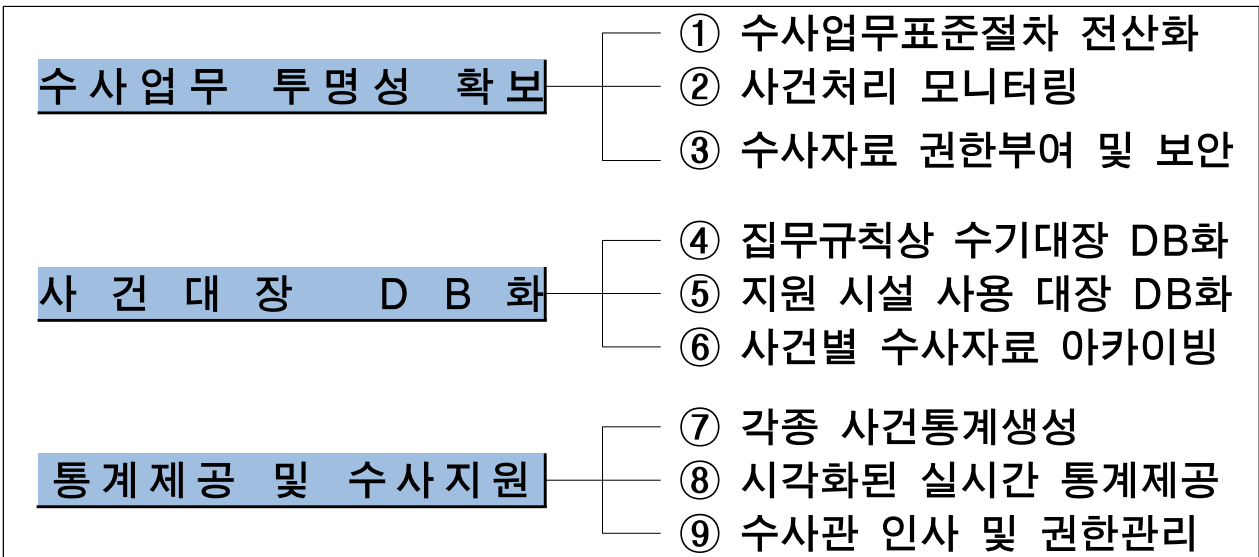 수사업무 투명성 확보
① 수사업무표준절차 전산화
② 사건처리 모니터링
③ 수사자료 권한부여 및 보안
사건대장 DB화
④ 집무규칙상 수기대장 DB화
⑤ 지원 시설 사용 대장 DB화
⑥ 사건별 수사자료 아카이빙
통계제공 및 수사지원
⑦ 각종 사건통계생성
⑧ 시각화된 실시간 통계제공
⑨ 수사관 인사 및 권한관리